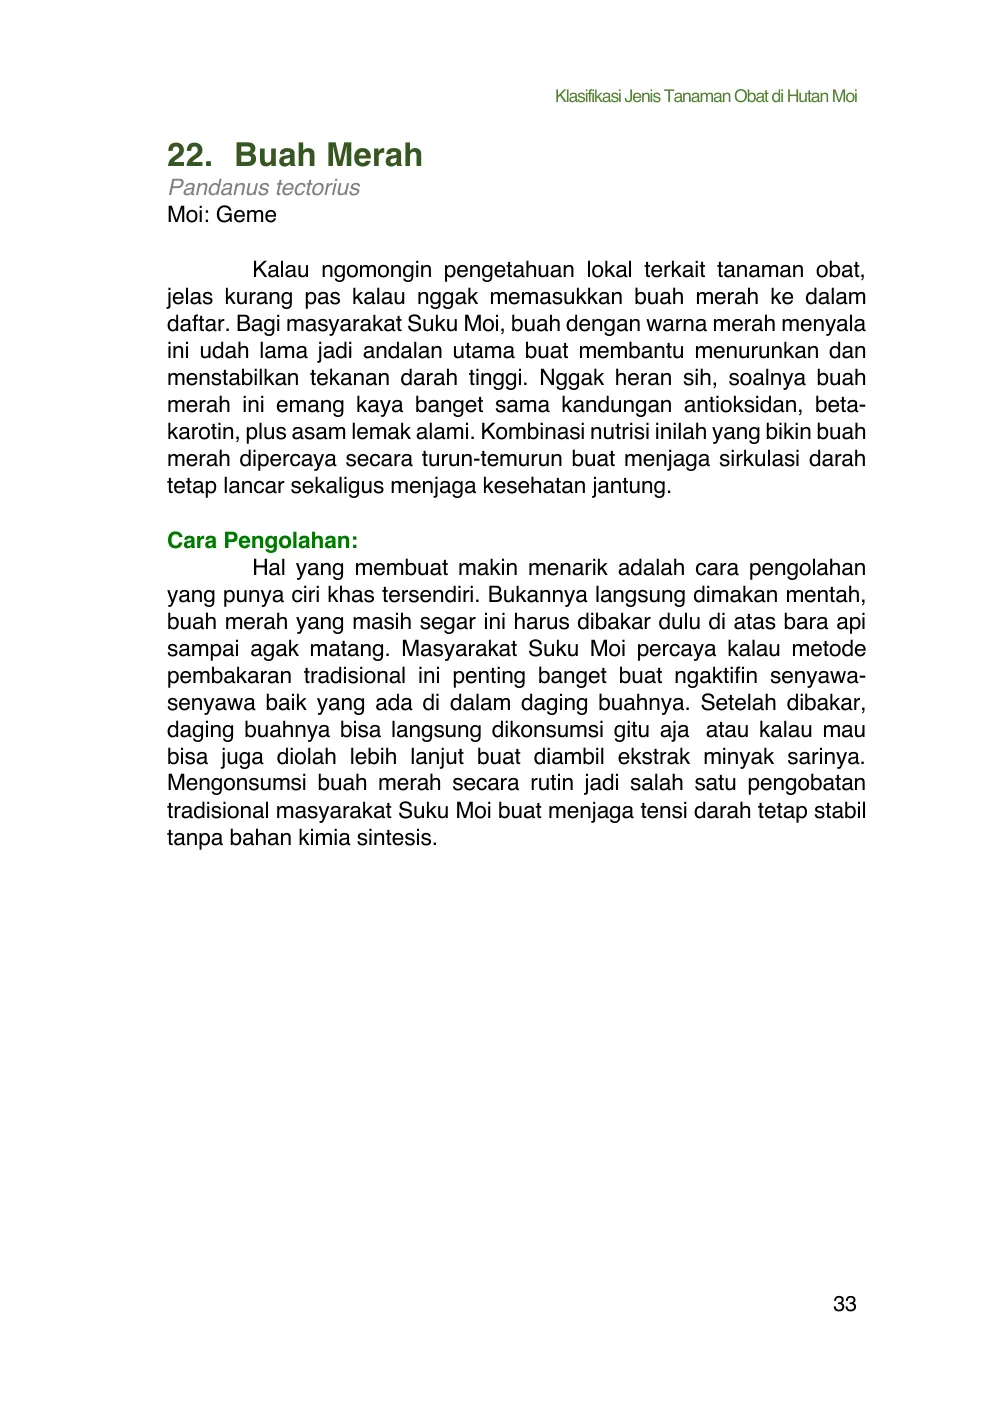 Klasifikasi Jenis Tanaman Obat di Hutan Moi
22. Buah Merah
Pandanus tectorius
Moi: Geme
Kalau ngomongin pengetahuan lokal terkait tanaman obat,
jelas kurang pas kalau nggak memasukkan buah merah ke dalam
daftar. Bagi masyarakat Suku Moi, buah dengan warna merah menyala
ini udah lama jadi andalan utama buat membantu menurunkan dan
menstabilkan tekanan darah tinggi. Nggak heran sih, soalnya buah
merah ini emang kaya banget sama kandungan antioksidan, beta-
karotin, plus asam lemak alami. Kombinasi nutrisi inilah yang bikin buah
merah dipercaya secara turun-temurun buat menjaga sirkulasi darah
tetap lancar sekaligus menjaga kesehatan jantung.
Cara Pengolahan:
Hal yang membuat makin menarik adalah cara pengolahan
yang punya ciri khas tersendiri. Bukannya langsung dimakan mentah,
buah merah yang masih segar ini harus dibakar dulu di atas bara api
sampai agak matang. Masyarakat Suku Moi percaya kalau metode
pembakaran tradisional ini penting banget buat ngaktifin senyawa-
senyawa baik yang ada di dalam daging buahnya. Setelah dibakar,
daging buahnya bisa langsung dikonsumsi gitu aja atau kalau mau
bisa juga diolah lebih lanjut buat diambil ekstrak minyak sarinya.
Mengonsumsi buah merah secara rutin jadi salah satu pengobatan
tradisional masyarakat Suku Moi buat menjaga tensi darah tetap stabil
tanpa bahan kimia sintesis.
33